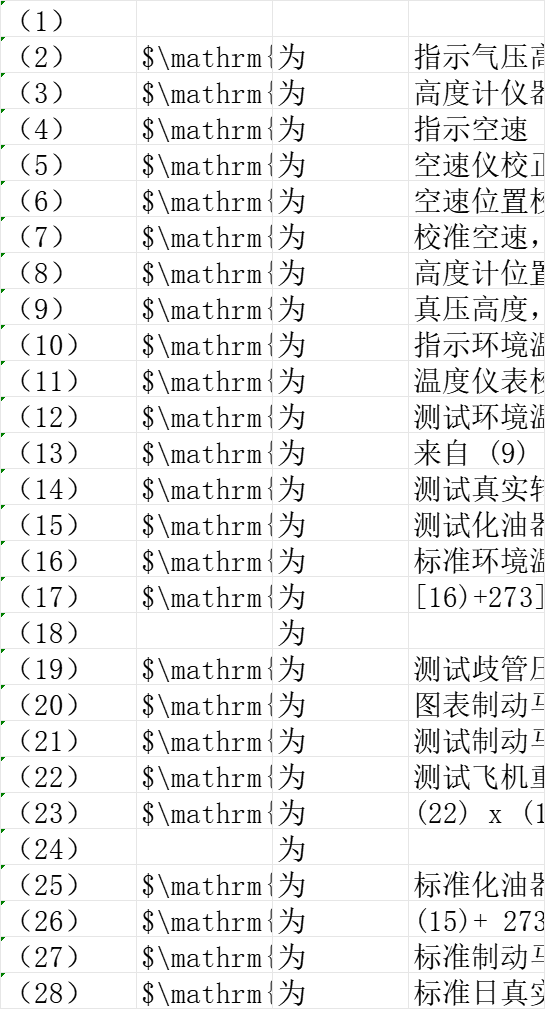 （1）
（2） $\mathrm{ 为 指示气压高
（3） $\mathrm{ 为 高度计仪器
（4） $\mathrm{ 为 指示空速
（5） $\mathrm{ 为 空速仪校正
（6） $\mathrm{ 为 空速位置校
（7） $\mathrm{ 为 校准空速，
（8） $\mathrm{ 为 高度计位置
（9） $\mathrm{ 为 真压高度，
（10） $\mathrm{ 为 指示环境温
（11） $\mathrm{ 为 温度仪表校
（12） $\mathrm{ 为 测试环境温
（13） $\mathrm{ 为 来自 (9)
（14） $\mathrm{ 为 测试真实转
（15） $\mathrm{ 为 测试化油器
（16） $\mathrm{ 为 标准环境温
（17） $\mathrm{ 为 [16)+273]
（18） 为
（19） $\mathrm{ 为 测试歧管压
（20） $\mathrm{ 为 图表制动马
（21） $\mathrm{ 为 测试制动马
（22） $\mathrm{ 为 测试飞机重
（23） $\mathrm{ 为 (22) x (1
（24） 为
（25） $\mathrm{ 为 标准化油器
（26） $\mathrm{ 为 (15)+ 273
（27） $\mathrm{ 为 标准制动马
（28） $\mathrm{ 为 标准日真实